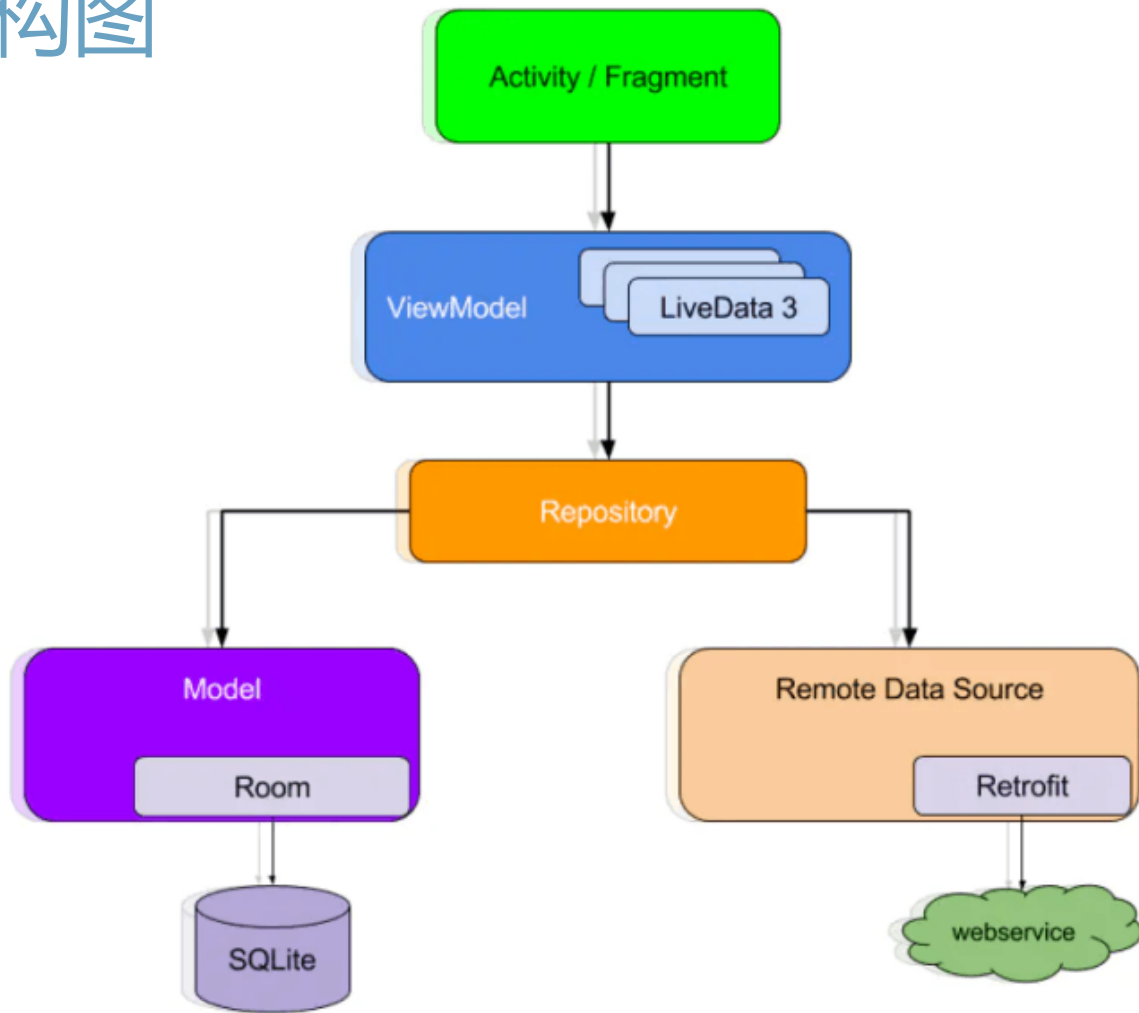 构图
Activity / Fragment
ViewModel
LiveData 3
Repository
Model
Remote Data Source
Room
Retrofit
SQLite
webservice